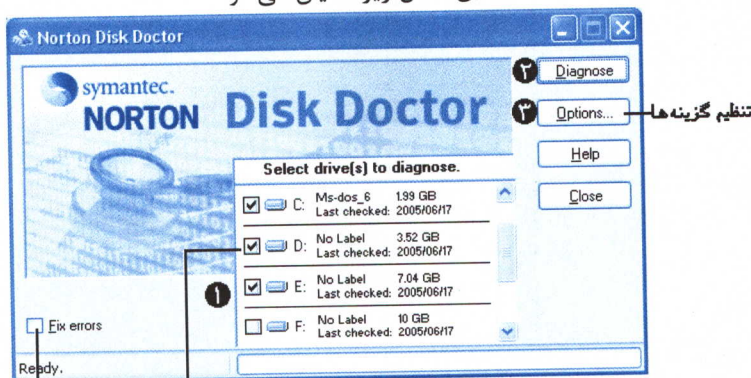 Norton Disk Doctor
symantec.
NORTON Disk Doctor
۲ Diagnose
۳ Options...
تنظیم گزینه‌ها
Help
Close
Select drive(s) to diagnose.
C: Ms-dos_6 1.99 GB
Last checked: 2005/06/17
D: No Label 3.52 GB
Last checked: 2005/06/17
۱
E: No Label 7.04 GB
Last checked: 2005/06/17
F: No Label 10 GB
Last checked: 2005/06/17
Fix errors
Ready.